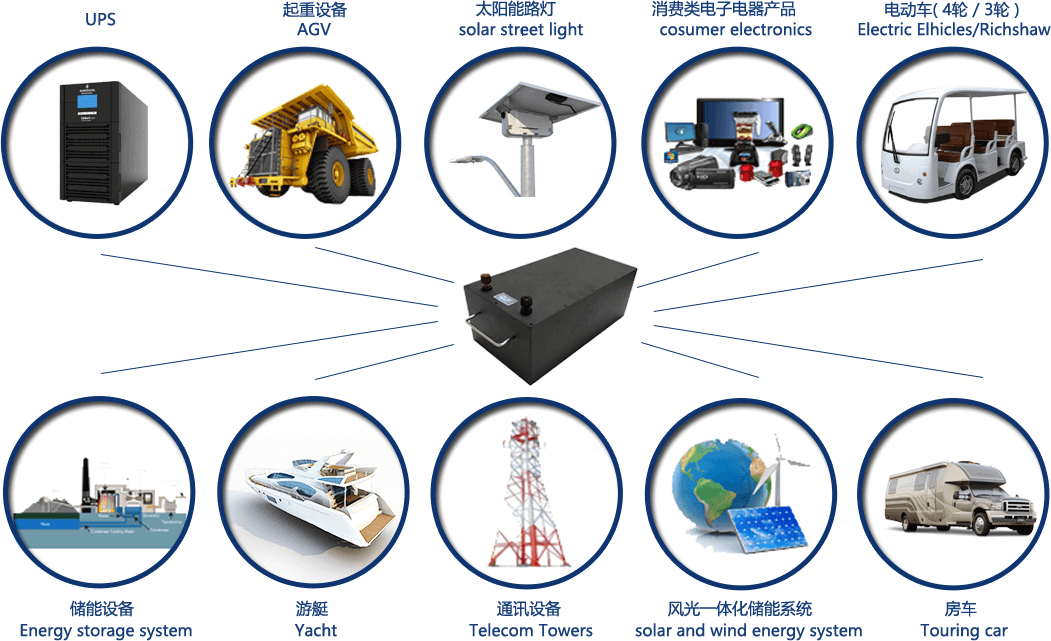 UPS
起重设备
AGV
太阳能路灯
solar street light
消费类电子电器产品
cosumer electronics
电动车( 4轮 / 3轮 )
Electric Elhicles/Richshaw
储能设备
Energy storage system
游艇
Yacht
通讯设备
Telecom Towers
风光一体化储能系统
solar and wind energy system
房车
Touring car